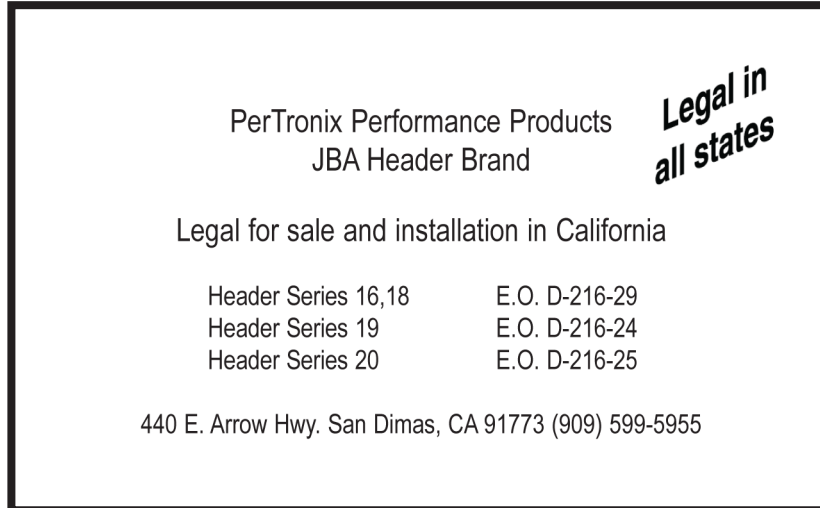 PerTronix Performance Products
JBA Header Brand
Legal in
all states
Legal for sale and installation in California
Header Series 16,18 E.O. D-216-29
Header Series 19 E.O. D-216-24
Header Series 20 E.O. D-216-25
440 E. Arrow Hwy. San Dimas, CA 91773 (909) 599-5955